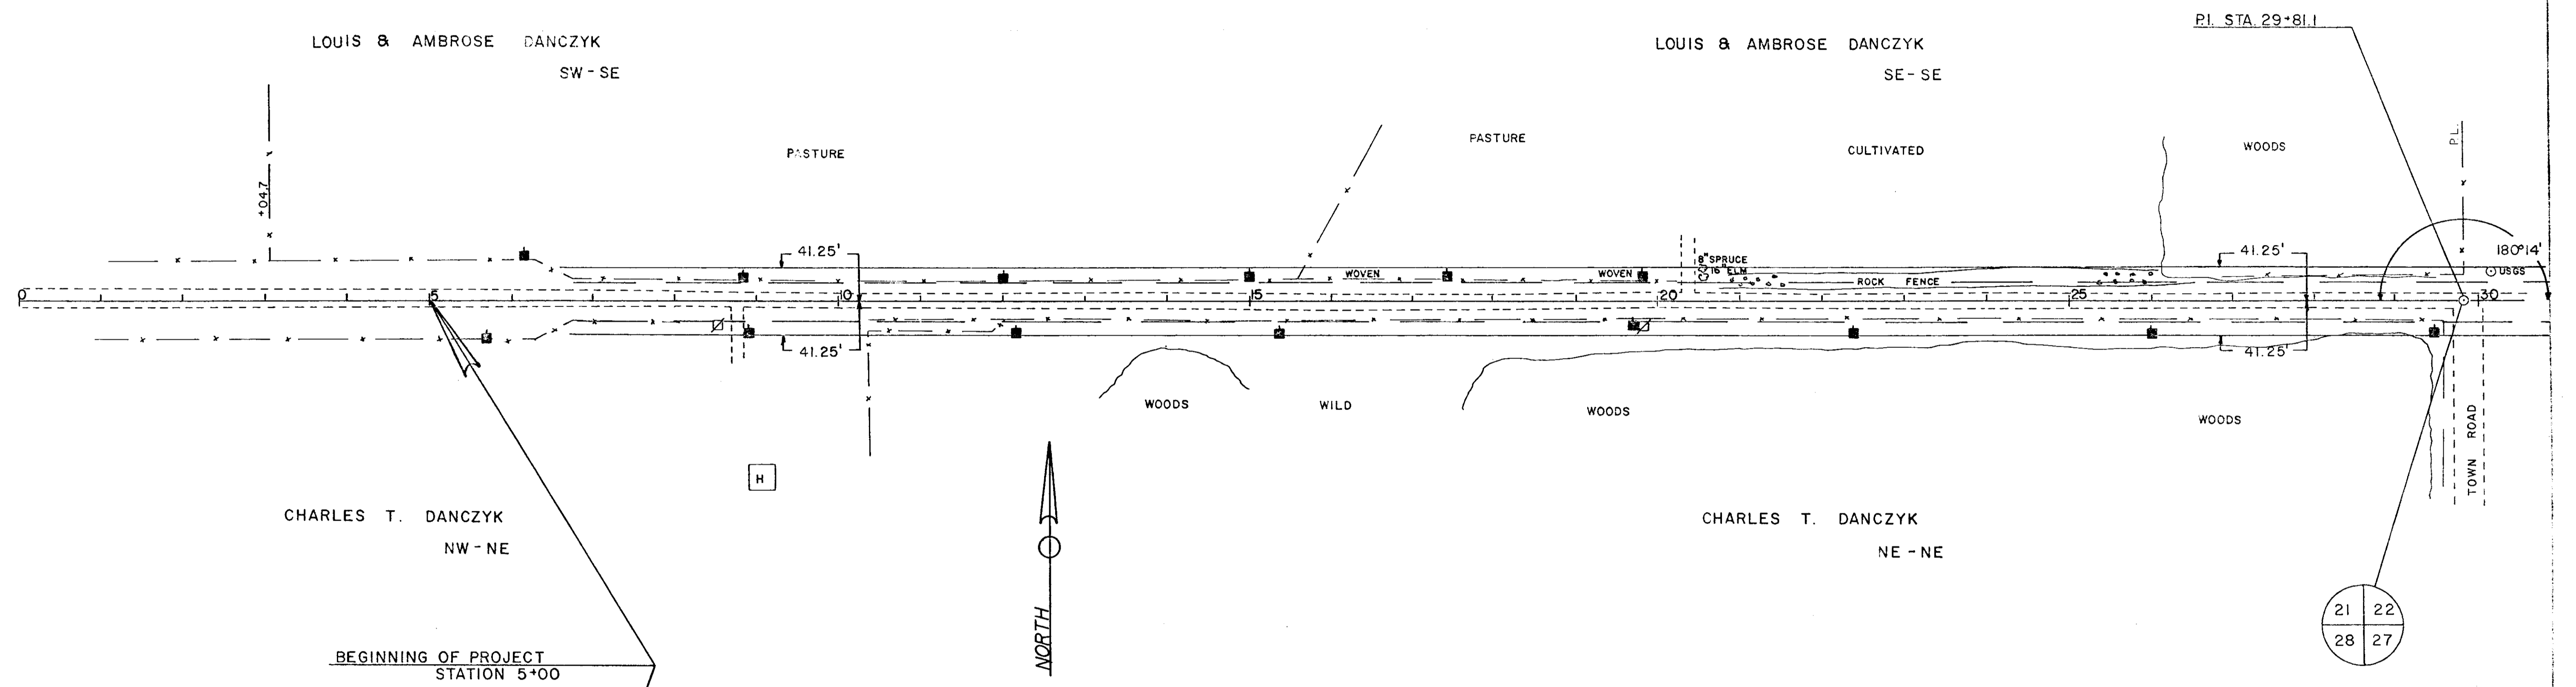 P.I. STA. 29+81.1
LOUIS & AMBROSE DANCZYK
SW-SE
LOUIS & AMBROSE DANCZYK
SE-SE
PASTURE
PASTURE
CULTIVATED
WOODS
P.L.
+04.7
41.25'
WOVEN
WOVEN
8" SPRUCE
16" ELM
ROCK FENCE
41.25'
180°14'
USGS
0
5
10
15
20
25
30
41.25'
41.25'
WOODS
WILD
WOODS
WOODS
TOWN ROAD
H
CHARLES T. DANCZYK
NW-NE
CHARLES T. DANCZYK
NE-NE
NORTH
21 22
28 27
BEGINNING OF PROJECT
STATION 5+00